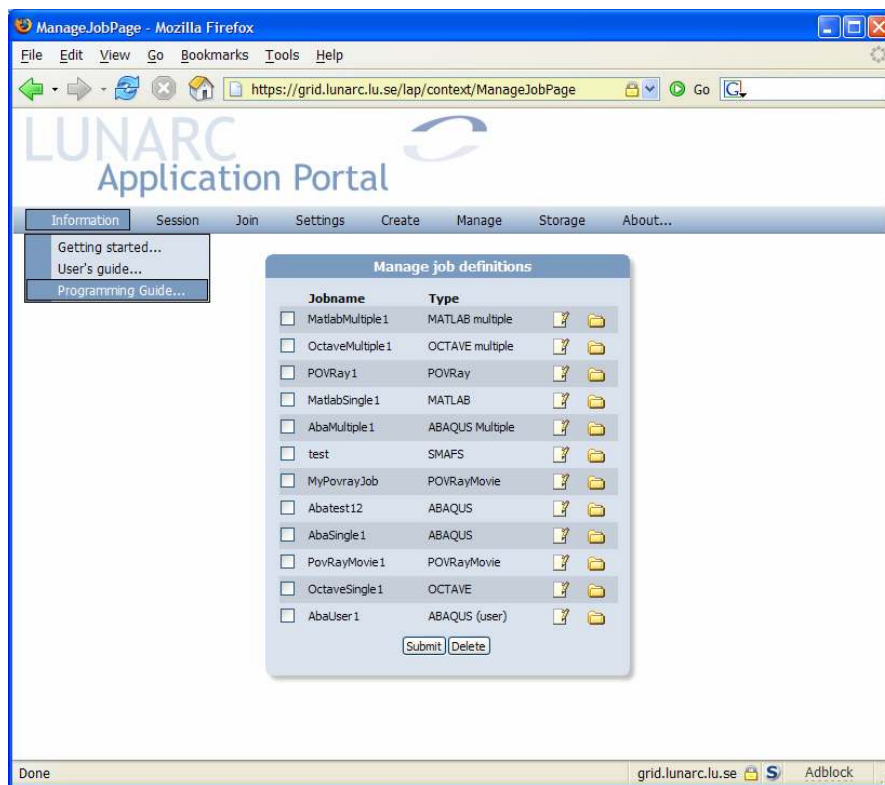 ManageJobPage - Mozilla Firefox
File Edit View Go Bookmarks Tools Help
https://grid.lunarc.lu.se/lap/context/ManageJobPage Go G
LUNARC
Application Portal
Information Session Join Settings Create Manage Storage About...
Getting started...
User's guide...
Programming Guide...
Manage job definitions
Jobname Type
MatlabMultiple1 MATLAB multiple
OctaveMultiple1 OCTAVE multiple
POVRay1 POVRay
MatlabSingle1 MATLAB
AbaMultiple1 ABAQUS Multiple
test SMAFS
MyPovrayJob POVRayMovie
Abatest12 ABAQUS
AbaSingle1 ABAQUS
PovRayMovie1 POVRayMovie
OctaveSingle1 OCTAVE
AbaUser1 ABAQUS (user)
Submit Delete
Done grid.lunarc.lu.se S Adblock